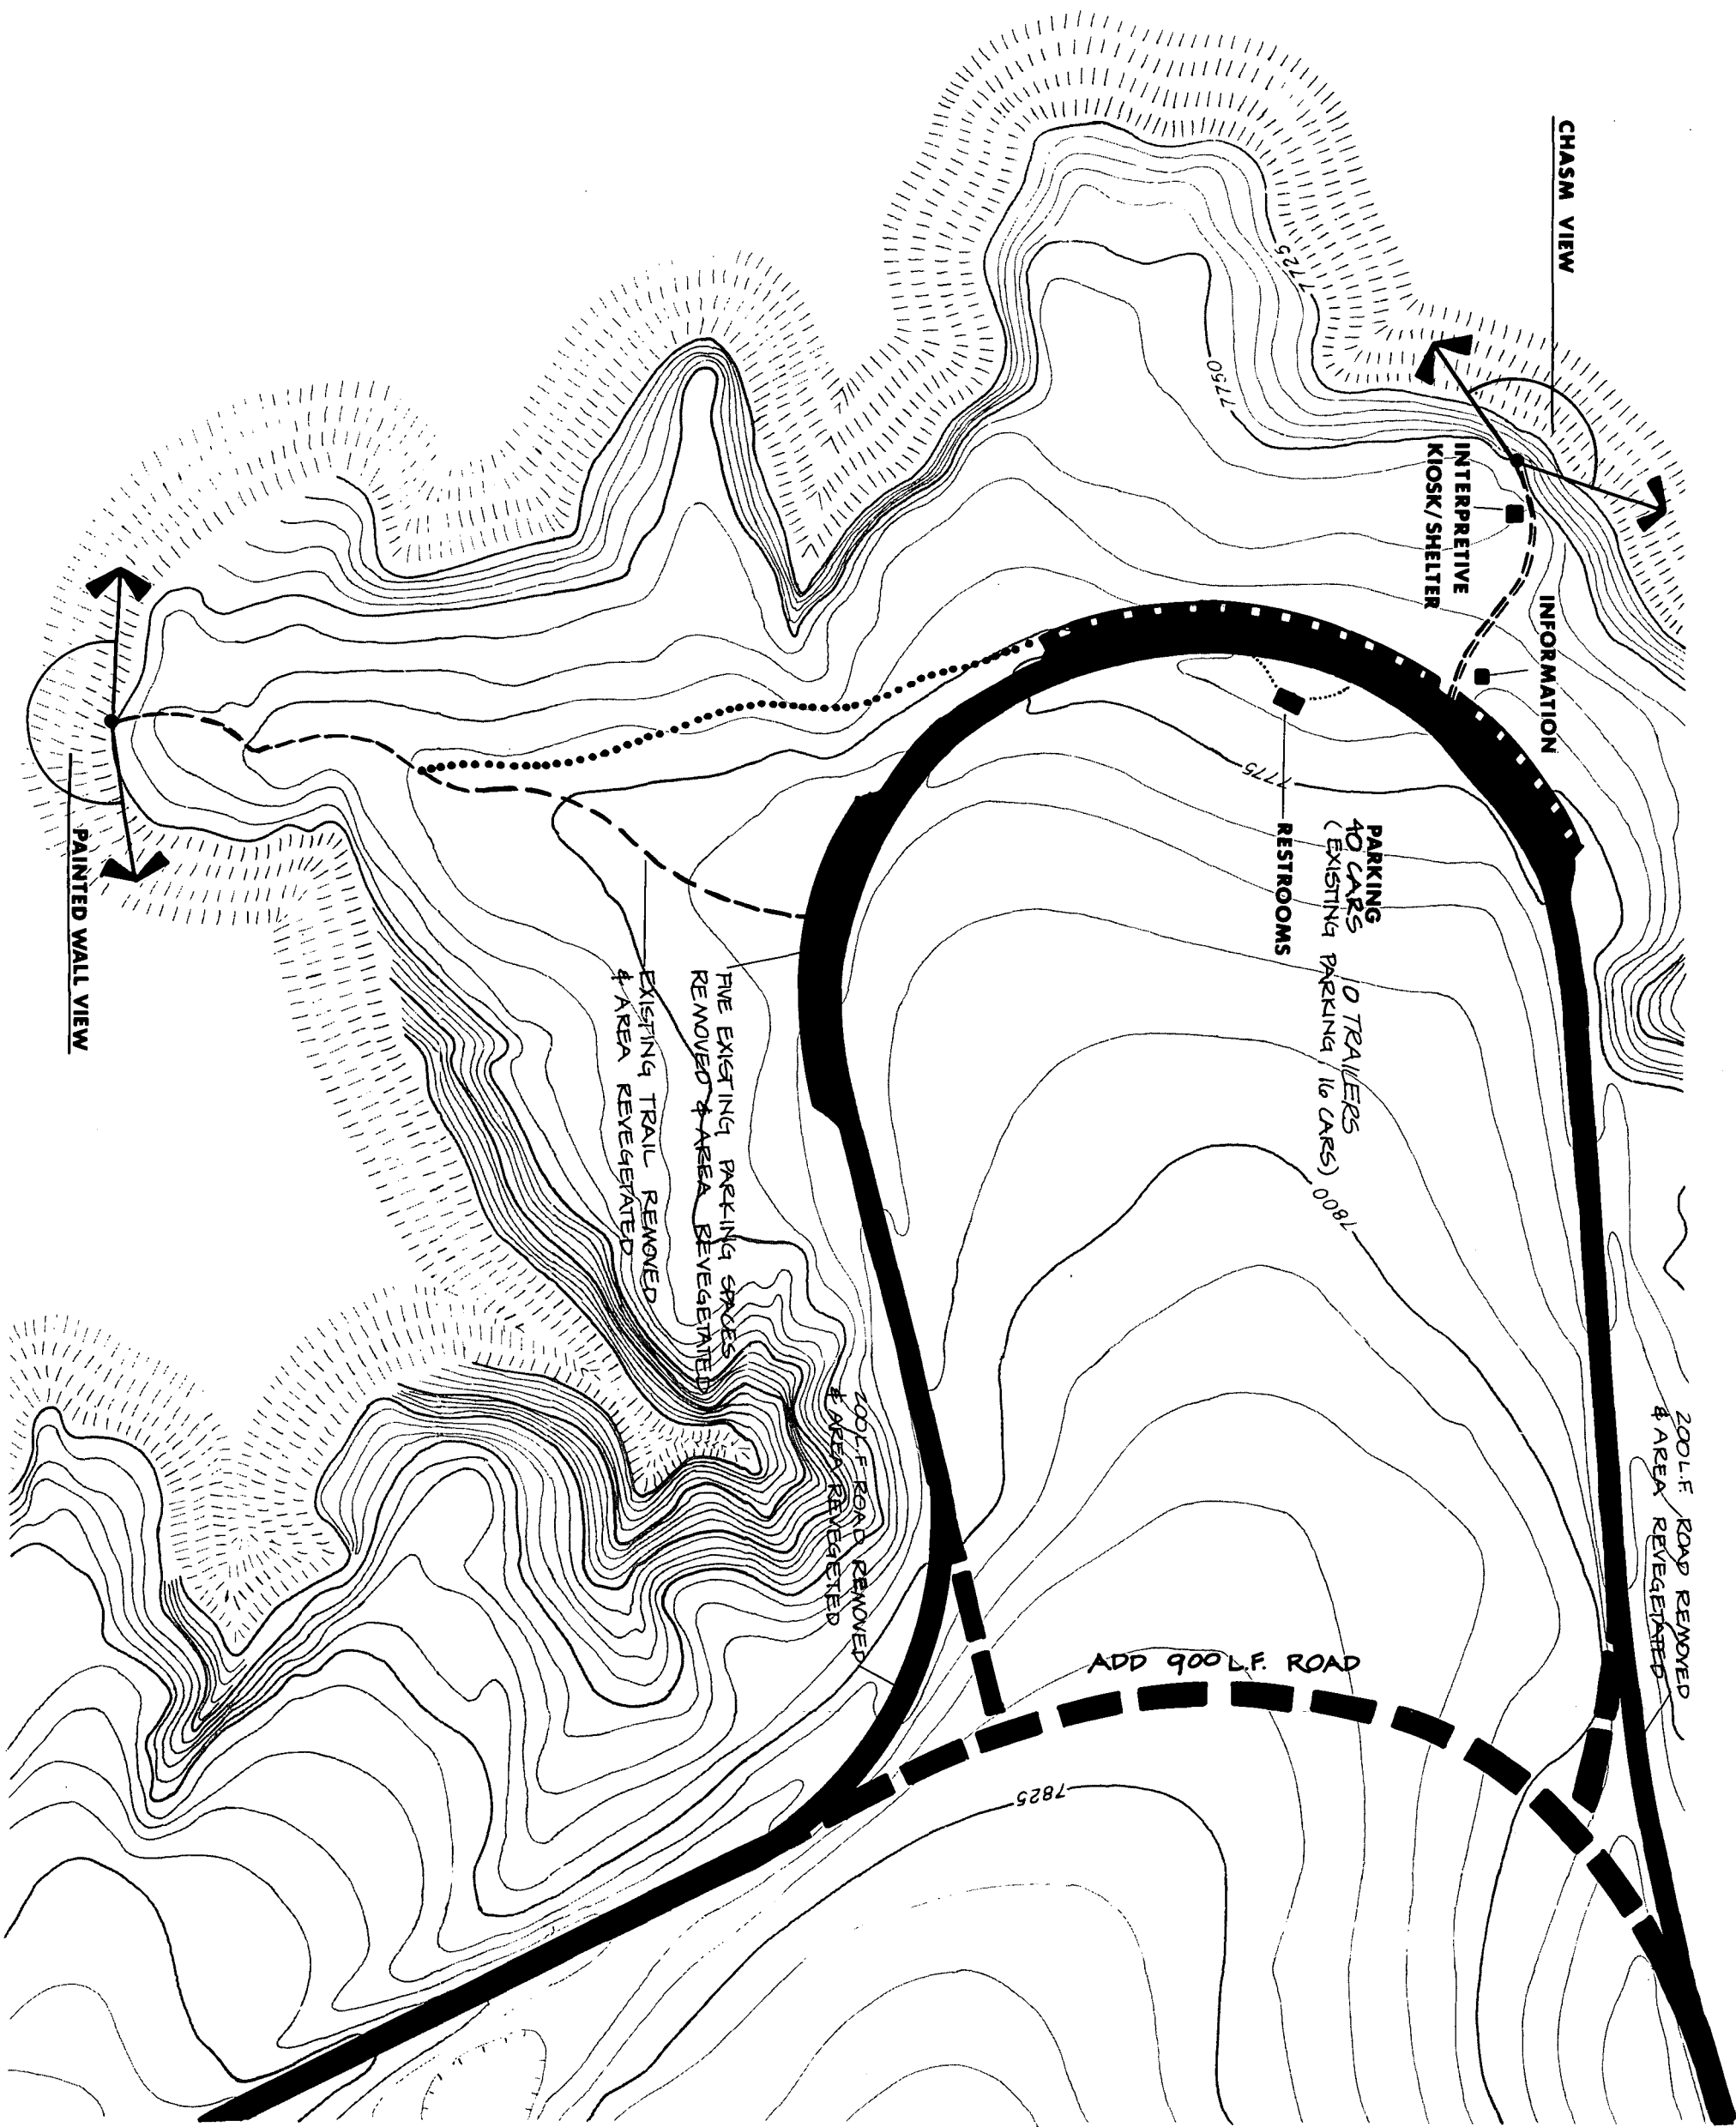 CHASM VIEW
INTERPRETIVE
KIOSK/SHELTER
INFORMATION
7725
7750
7775
RESTROOMS
PARKING
40 CARS 10 TRAILERS
(EXISTING PARKING, 16 CARS)
7800
PAINTED WALL VIEW
FIVE EXISTING PARKING SPACES
REMOVED & AREA REVEGETATED
EXISTING TRAIL REMOVED
& AREA REVEGETATED
200 L.F. ROAD REMOVED
& AREA REVEGETATED
200 L.F. ROAD REMOVED
& AREA REVEGETED
ADD 900 L.F. ROAD
7825